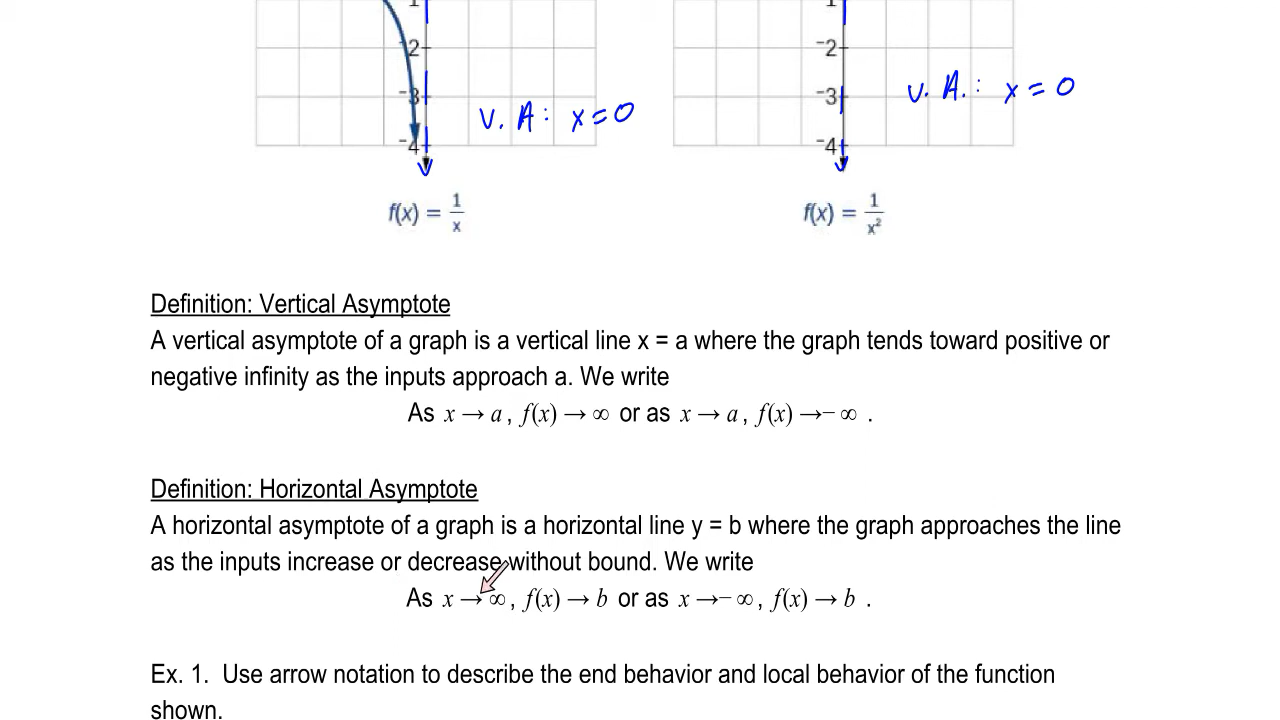 1 1
-2 -2
-3 -3 V. A.: x = 0
V. A: x = 0
-4 -4
f(x) = 1/x f(x) = 1/x²
Definition: Vertical Asymptote
A vertical asymptote of a graph is a vertical line x = a where the graph tends toward positive or
negative infinity as the inputs approach a. We write
As x → a, f(x) → ∞ or as x → a, f(x) →− ∞ .
Definition: Horizontal Asymptote
A horizontal asymptote of a graph is a horizontal line y = b where the graph approaches the line
as the inputs increase or decrease without bound. We write
As x → ∞, f(x) → b or as x →− ∞, f(x) → b .
Ex. 1. Use arrow notation to describe the end behavior and local behavior of the function
shown.